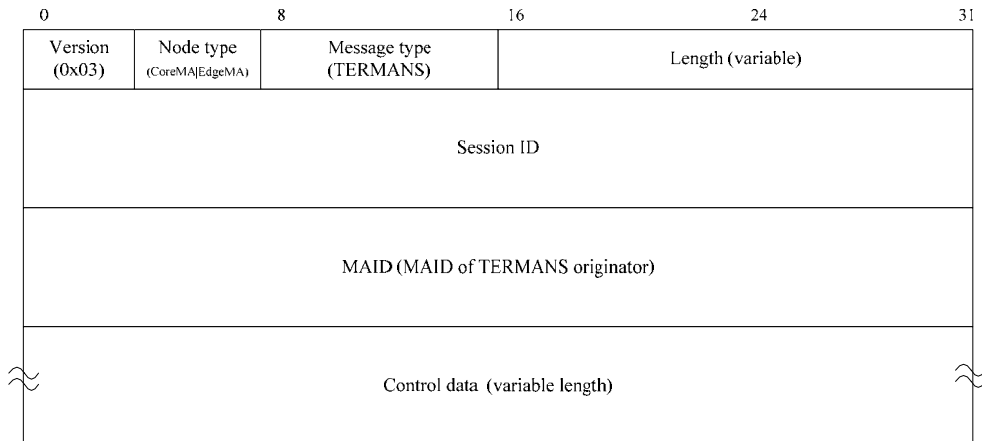 0 8 16 24 31
Version Node type Message type Length (variable)
(0x03) (CoreMA|EdgeMA) (TERMANS)
Session ID
MAID (MAID of TERMANS originator)
Control data (variable length)